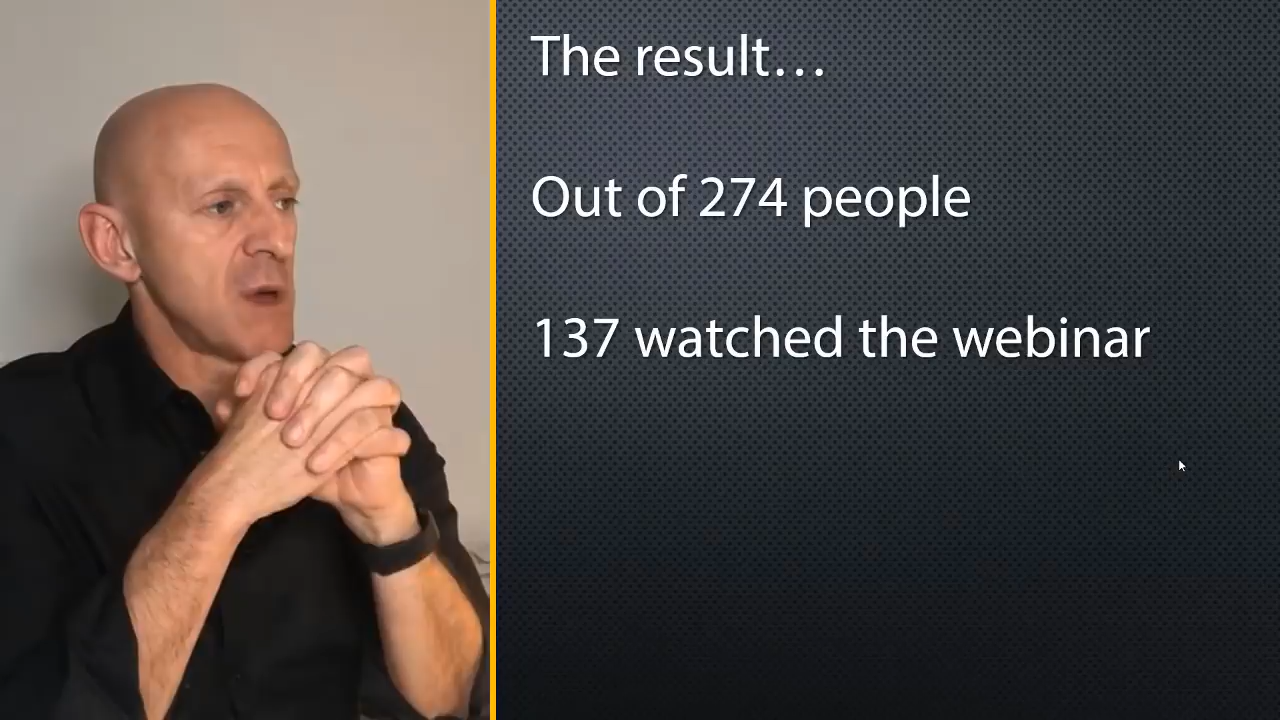 The result…
Out of 274 people
137 watched the webinar